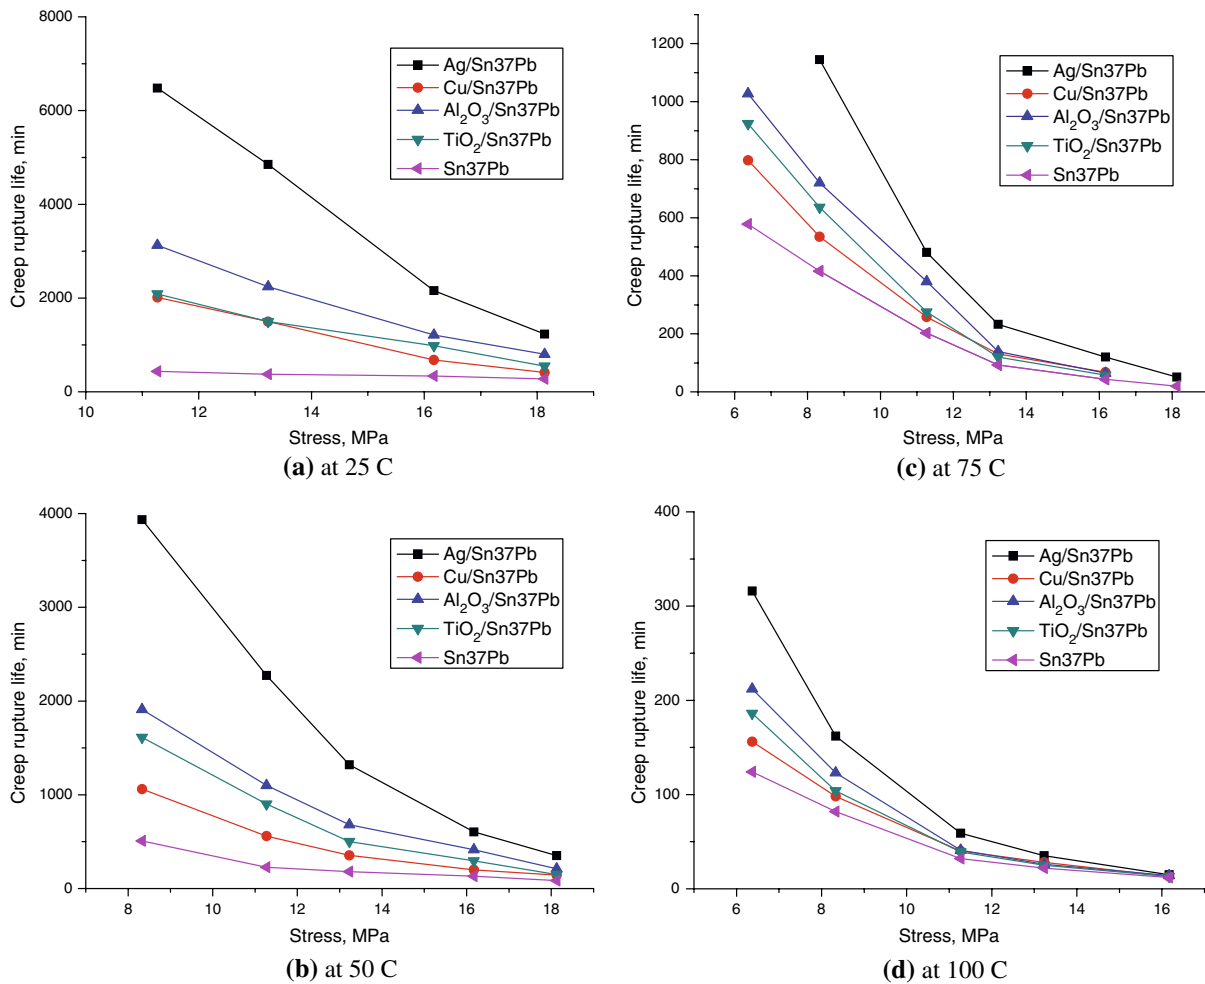 8000
6000
4000
2000
0
10
12
14
16
18
Creep rupture life, min
Stress, MPa
Ag/Sn37Pb
Cu/Sn37Pb
Al2O3/Sn37Pb
TiO2/Sn37Pb
Sn37Pb
(a) at 25 C
1200
1000
800
600
400
200
0
6
8
10
12
14
16
18
Creep rupture life, min
Stress, MPa
Ag/Sn37Pb
Cu/Sn37Pb
Al2O3/Sn37Pb
TiO2/Sn37Pb
Sn37Pb
(c) at 75 C
4000
3000
2000
1000
0
8
10
12
14
16
18
Creep rupture life, min
Stress, MPa
Ag/Sn37Pb
Cu/Sn37Pb
Al2O3/Sn37Pb
TiO2/Sn37Pb
Sn37Pb
(b) at 50 C
400
300
200
100
0
6
8
10
12
14
16
Creep rupture life, min
Stress, MPa
Ag/Sn37Pb
Cu/Sn37Pb
Al2O3/Sn37Pb
TiO2/Sn37Pb
Sn37Pb
(d) at 100 C